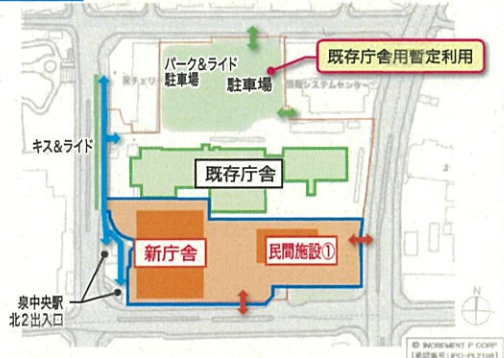 既存庁舎用暫定利用
パーク&ライド
駐車場
駐車場
キス&ライド
既存庁舎
新庁舎
民間施設①
泉中央駅
北2出入口
N
© INCREMENT P CORP